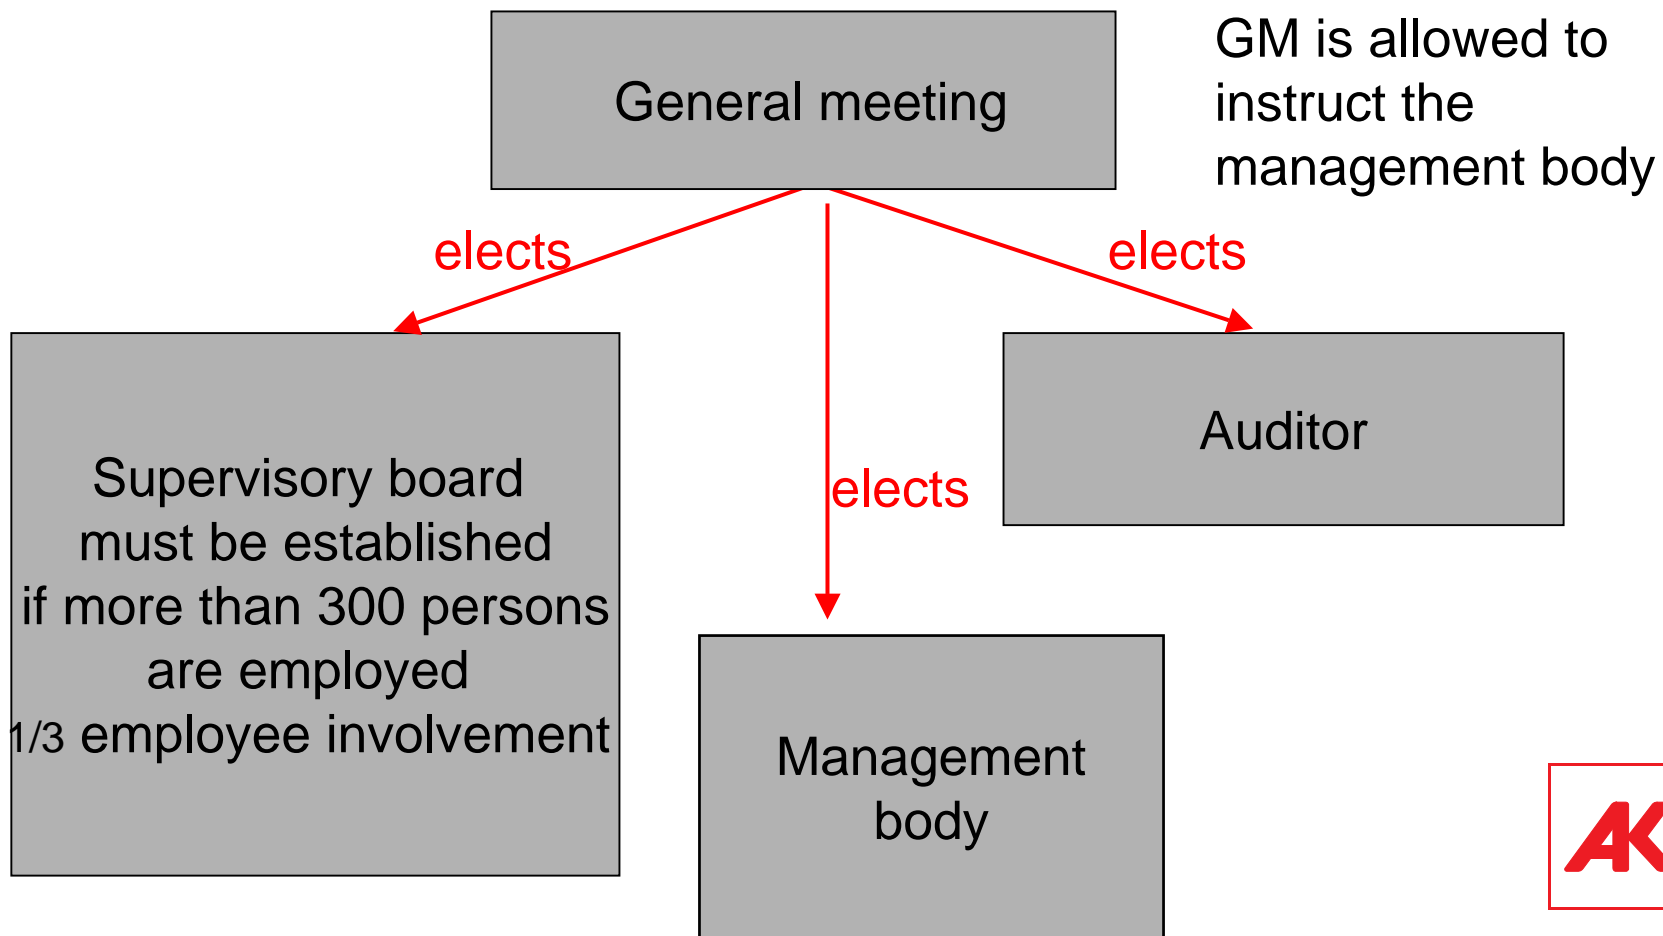 General meeting
GM is allowed to
instruct the
management body
elects
elects
elects
Supervisory board
must be established
if more than 300 persons
are employed
1/3 employee involvement
Auditor
Management
body
AK